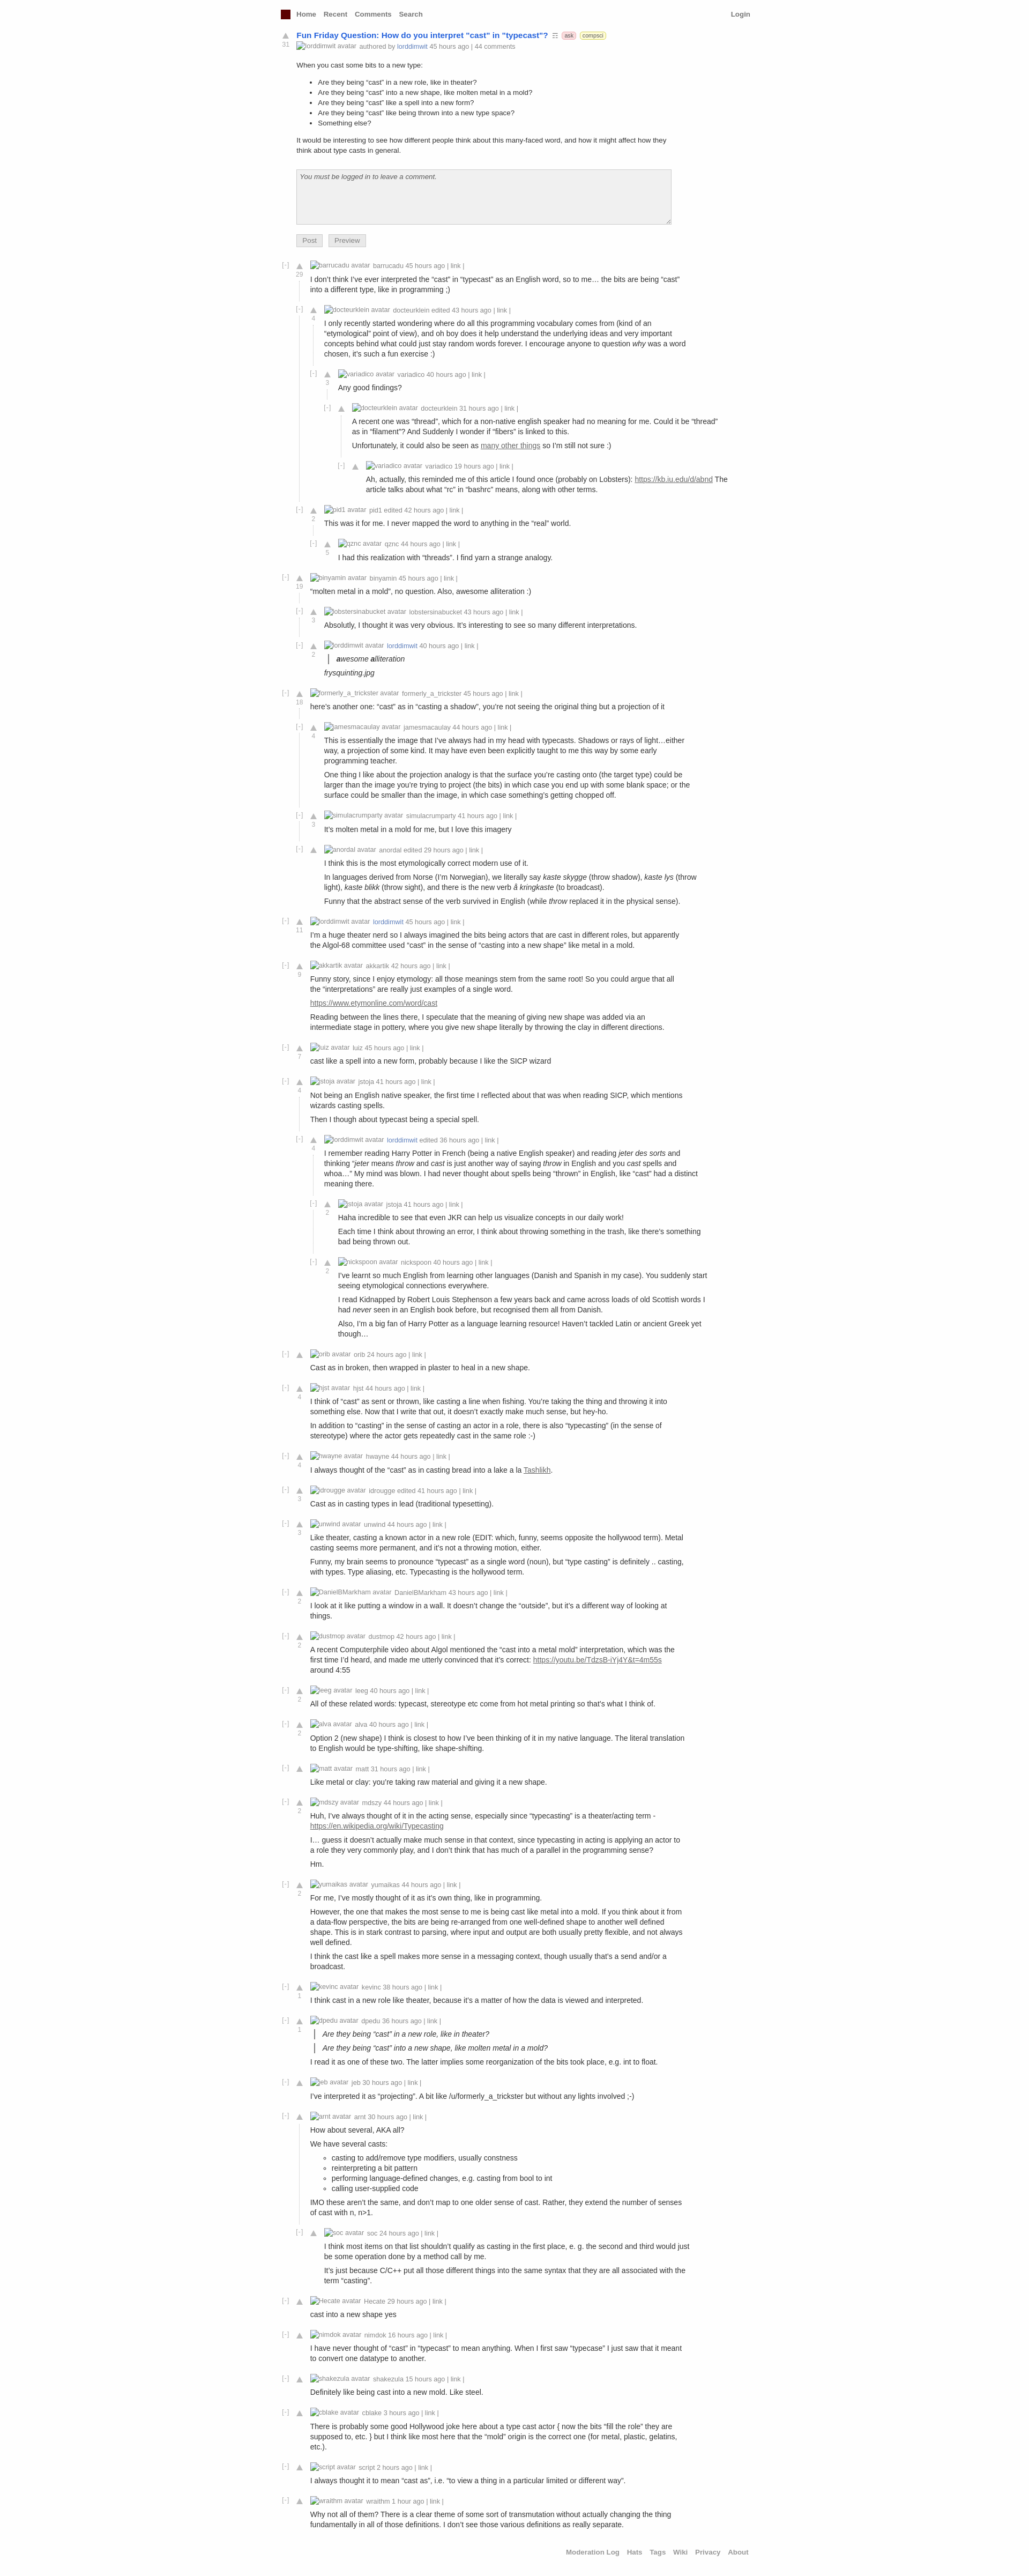 Home Recent Comments Search Login
Fun Friday Question: How do you interpret "cast" in "typecast"? ask compsci
31
lorddimwit avatar authored by lorddimwit 45 hours ago | 44 comments
When you cast some bits to a new type:
• Are they being “cast” in a new role, like in theater?
• Are they being “cast” into a new shape, like molten metal in a mold?
• Are they being “cast” like a spell into a new form?
• Are they being “cast” like being thrown into a new type space?
• Something else?
It would be interesting to see how different people think about this many-faced word, and how it might affect how they
think about type casts in general.
You must be logged in to leave a comment.
Post Preview
[-] barrucadu avatar barrucadu 45 hours ago | link |
29
I don’t think I’ve ever interpreted the “cast” in “typecast” as an English word, so to me… the bits are being “cast”
into a different type, like in programming ;)
[-] docteurklein avatar docteurklein edited 43 hours ago | link |
4
I only recently started wondering where do all this programming vocabulary comes from (kind of an
“etymological” point of view), and oh boy does it help understand the underlying ideas and very important
concepts behind what could just stay random words forever. I encourage anyone to question why was a word
chosen, it’s such a fun exercise :)
[-] variadico avatar variadico 40 hours ago | link |
3
Any good findings?
[-] docteurklein avatar docteurklein 31 hours ago | link |
A recent one was “thread”, which for a non-native english speaker had no meaning for me. Could it be “thread”
as in “filament”? And Suddenly I wonder if “fibers” is linked to this.
Unfortunately, it could also be seen as many other things so I’m still not sure :)
[-] variadico avatar variadico 19 hours ago | link |
Ah, actually, this reminded me of this article I found once (probably on Lobsters): https://kb.iu.edu/d/abnd The
article talks about what “rc” in “bashrc” means, along with other terms.
[-] pid1 avatar pid1 edited 42 hours ago | link |
2
This was it for me. I never mapped the word to anything in the “real” world.
[-] qznc avatar qznc 44 hours ago | link |
5
I had this realization with “threads”. I find yarn a strange analogy.
[-] binyamin avatar binyamin 45 hours ago | link |
19
“molten metal in a mold”, no question. Also, awesome alliteration :)
[-] lobstersinabucket avatar lobstersinabucket 43 hours ago | link |
3
Absolutly, I thought it was very obvious. It’s interesting to see so many different interpretations.
[-] lorddimwit avatar lorddimwit 40 hours ago | link |
2
awesome alliteration
frysquinting.jpg
[-] formerly_a_trickster avatar formerly_a_trickster 45 hours ago | link |
18
here’s another one: “cast” as in “casting a shadow”, you’re not seeing the original thing but a projection of it
[-] jamesmacaulay avatar jamesmacaulay 44 hours ago | link |
4
This is essentially the image that I’ve always had in my head with typecasts. Shadows or rays of light…either
way, a projection of some kind. It may have even been explicitly taught to me this way by some early
programming teacher.
One thing I like about the projection analogy is that the surface you’re casting onto (the target type) could be
larger than the image you’re trying to project (the bits) in which case you end up with some blank space; or the
surface could be smaller than the image, in which case something’s getting chopped off.
[-] simulacrumparty avatar simulacrumparty 41 hours ago | link |
3
It’s molten metal in a mold for me, but I love this imagery
[-] anordal avatar anordal edited 29 hours ago | link |
I think this is the most etymologically correct modern use of it.
In languages derived from Norse (I’m Norwegian), we literally say kaste skygge (throw shadow), kaste lys (throw
light), kaste blikk (throw sight), and there is the new verb å kringkaste (to broadcast).
Funny that the abstract sense of the verb survived in English (while throw replaced it in the physical sense).
[-] lorddimwit avatar lorddimwit 45 hours ago | link |
11
I’m a huge theater nerd so I always imagined the bits being actors that are cast in different roles, but apparently
the Algol-68 committee used “cast” in the sense of “casting into a new shape” like metal in a mold.
[-] akkartik avatar akkartik 42 hours ago | link |
9
Funny story, since I enjoy etymology: all those meanings stem from the same root! So you could argue that all
the “interpretations” are really just examples of a single word.
https://www.etymonline.com/word/cast
Reading between the lines there, I speculate that the meaning of giving new shape was added via an
intermediate stage in pottery, where you give new shape literally by throwing the clay in different directions.
[-] luiz avatar luiz 45 hours ago | link |
7
cast like a spell into a new form, probably because I like the SICP wizard
[-] jstoja avatar jstoja 41 hours ago | link |
4
Not being an English native speaker, the first time I reflected about that was when reading SICP, which mentions
wizards casting spells.
Then I though about typecast being a special spell.
[-] lorddimwit avatar lorddimwit edited 36 hours ago | link |
4
I remember reading Harry Potter in French (being a native English speaker) and reading jeter des sorts and
thinking “jeter means throw and cast is just another way of saying throw in English and you cast spells and
whoa…” My mind was blown. I had never thought about spells being “thrown” in English, like “cast” had a distinct
meaning there.
[-] jstoja avatar jstoja 41 hours ago | link |
2
Haha incredible to see that even JKR can help us visualize concepts in our daily work!
Each time I think about throwing an error, I think about throwing something in the trash, like there’s something
bad being thrown out.
[-] nickspoon avatar nickspoon 40 hours ago | link |
2
I’ve learnt so much English from learning other languages (Danish and Spanish in my case). You suddenly start
seeing etymological connections everywhere.
I read Kidnapped by Robert Louis Stephenson a few years back and came across loads of old Scottish words I
had never seen in an English book before, but recognised them all from Danish.
Also, I’m a big fan of Harry Potter as a language learning resource! Haven’t tackled Latin or ancient Greek yet
though…
[-] orib avatar orib 24 hours ago | link |
Cast as in broken, then wrapped in plaster to heal in a new shape.
[-] hjst avatar hjst 44 hours ago | link |
4
I think of “cast” as sent or thrown, like casting a line when fishing. You’re taking the thing and throwing it into
something else. Now that I write that out, it doesn’t exactly make much sense, but hey-ho.
In addition to “casting” in the sense of casting an actor in a role, there is also “typecasting” (in the sense of
stereotype) where the actor gets repeatedly cast in the same role :-)
[-] hwayne avatar hwayne 44 hours ago | link |
4
I always thought of the “cast” as in casting bread into a lake a la Tashlikh.
[-] idrougge avatar idrougge edited 41 hours ago | link |
3
Cast as in casting types in lead (traditional typesetting).
[-] unwind avatar unwind 44 hours ago | link |
3
Like theater, casting a known actor in a new role (EDIT: which, funny, seems opposite the hollywood term). Metal
casting seems more permanent, and it’s not a throwing motion, either.
Funny, my brain seems to pronounce “typecast” as a single word (noun), but “type casting” is definitely .. casting,
with types. Type aliasing, etc. Typecasting is the hollywood term.
[-] DanielBMarkham avatar DanielBMarkham 43 hours ago | link |
2
I look at it like putting a window in a wall. It doesn’t change the “outside”, but it’s a different way of looking at
things.
[-] dustmop avatar dustmop 42 hours ago | link |
2
A recent Computerphile video about Algol mentioned the “cast into a metal mold” interpretation, which was the
first time I’d heard, and made me utterly convinced that it’s correct: https://youtu.be/TdzsB-iYj4Y&t=4m55s
around 4:55
[-] leeg avatar leeg 40 hours ago | link |
2
All of these related words: typecast, stereotype etc come from hot metal printing so that’s what I think of.
[-] alva avatar alva 40 hours ago | link |
2
Option 2 (new shape) I think is closest to how I’ve been thinking of it in my native language. The literal translation
to English would be type-shifting, like shape-shifting.
[-] matt avatar matt 31 hours ago | link |
Like metal or clay: you’re taking raw material and giving it a new shape.
[-] mdszy avatar mdszy 44 hours ago | link |
2
Huh, I’ve always thought of it in the acting sense, especially since “typecasting” is a theater/acting term -
https://en.wikipedia.org/wiki/Typecasting
I… guess it doesn’t actually make much sense in that context, since typecasting in acting is applying an actor to
a role they very commonly play, and I don’t think that has much of a parallel in the programming sense?
Hm.
[-] yumaikas avatar yumaikas 44 hours ago | link |
2
For me, I’ve mostly thought of it as it’s own thing, like in programming.
However, the one that makes the most sense to me is being cast like metal into a mold. If you think about it from
a data-flow perspective, the bits are being re-arranged from one well-defined shape to another well defined
shape. This is in stark contrast to parsing, where input and output are both usually pretty flexible, and not always
well defined.
I think the cast like a spell makes more sense in a messaging context, though usually that’s a send and/or a
broadcast.
[-] kevinc avatar kevinc 38 hours ago | link |
1
I think cast in a new role like theater, because it’s a matter of how the data is viewed and interpreted.
[-] dpedu avatar dpedu 36 hours ago | link |
1
Are they being “cast” in a new role, like in theater?
Are they being “cast” into a new shape, like molten metal in a mold?
I read it as one of these two. The latter implies some reorganization of the bits took place, e.g. int to float.
[-] jeb avatar jeb 30 hours ago | link |
I’ve interpreted it as “projecting”. A bit like /u/formerly_a_trickster but without any lights involved ;-)
[-] arnt avatar arnt 30 hours ago | link |
How about several, AKA all?
We have several casts:
◦ casting to add/remove type modifiers, usually constness
◦ reinterpreting a bit pattern
◦ performing language-defined changes, e.g. casting from bool to int
◦ calling user-supplied code
IMO these aren’t the same, and don’t map to one older sense of cast. Rather, they extend the number of senses
of cast with n, n>1.
[-] soc avatar soc 24 hours ago | link |
I think most items on that list shouldn’t qualify as casting in the first place, e. g. the second and third would just
be some operation done by a method call by me.
It’s just because C/C++ put all those different things into the same syntax that they are all associated with the
term “casting”.
[-] Hecate avatar Hecate 29 hours ago | link |
cast into a new shape yes
[-] nimdok avatar nimdok 16 hours ago | link |
I have never thought of “cast” in “typecast” to mean anything. When I first saw “typecase” I just saw that it meant
to convert one datatype to another.
[-] shakezula avatar shakezula 15 hours ago | link |
Definitely like being cast into a new mold. Like steel.
[-] cblake avatar cblake 3 hours ago | link |
There is probably some good Hollywood joke here about a type cast actor { now the bits “fill the role” they are
supposed to, etc. } but I think like most here that the “mold” origin is the correct one (for metal, plastic, gelatins,
etc.).
[-] script avatar script 2 hours ago | link |
I always thought it to mean “cast as”, i.e. “to view a thing in a particular limited or different way”.
[-] wraithm avatar wraithm 1 hour ago | link |
Why not all of them? There is a clear theme of some sort of transmutation without actually changing the thing
fundamentally in all of those definitions. I don’t see those various definitions as really separate.
Moderation Log Hats Tags Wiki Privacy About